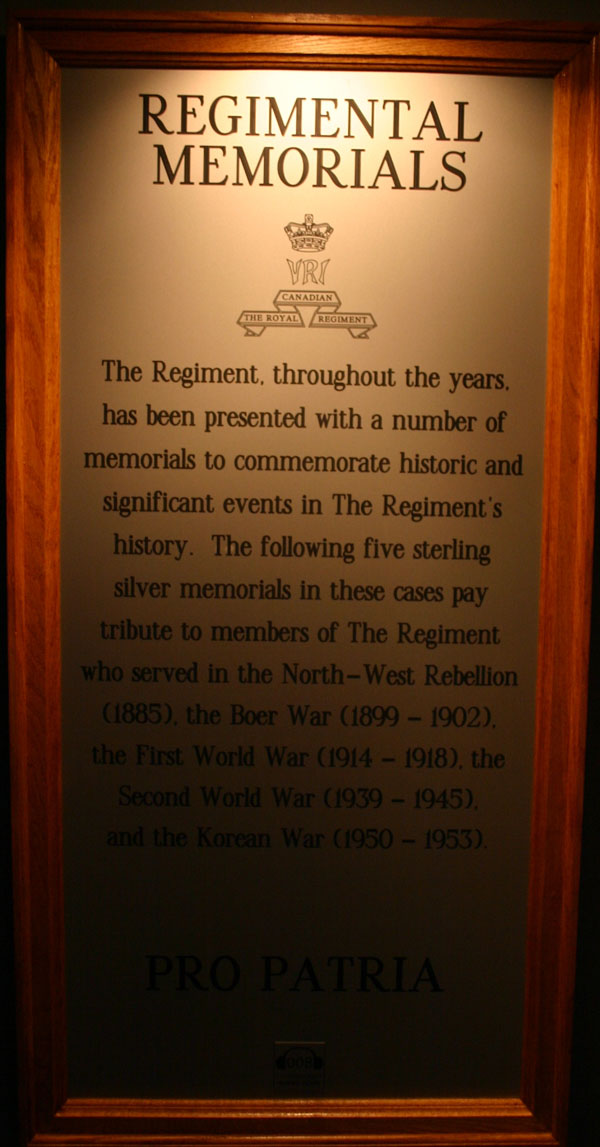 REGIMENTAL
MEMORIALS
VRI
CANADIAN
THE ROYAL REGIMENT
The Regiment, throughout the years,
has been presented with a number of
memorials to commemorate historic and
significant events in The Regiment's
history. The following five sterling
silver memorials in these cases pay
tribute to members of The Regiment
who served in the North-West Rebellion
(1885), the Boer War (1899 - 1902),
the First World War (1914 - 1918), the
Second World War (1939 - 1945),
and the Korean War (1950 - 1953).
PRO PATRIA